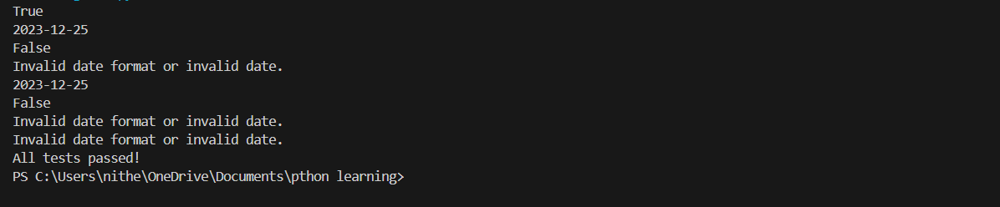 True
2023-12-25
False
Invalid date format or invalid date.
2023-12-25
False
Invalid date format or invalid date.
Invalid date format or invalid date.
All tests passed!
PS C:\Users\nithe\OneDrive\Documents\pthon learning>